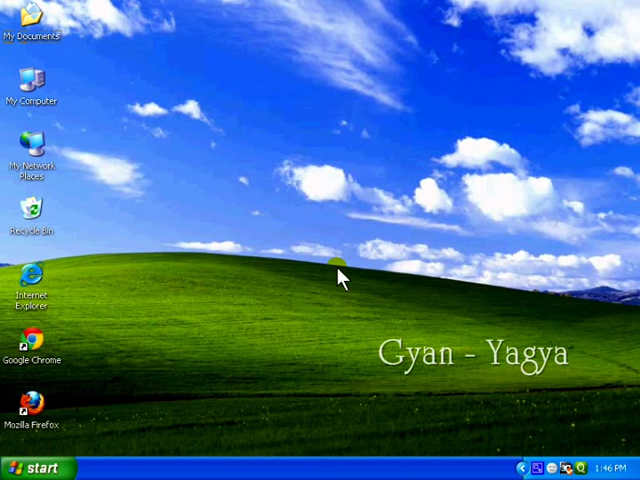 My Documents
My Computer
My Network
Places
Recycle Bin
Internet
Explorer
Google Chrome
Mozilla Firefox
Gyan - Yagya
start
1:46 PM